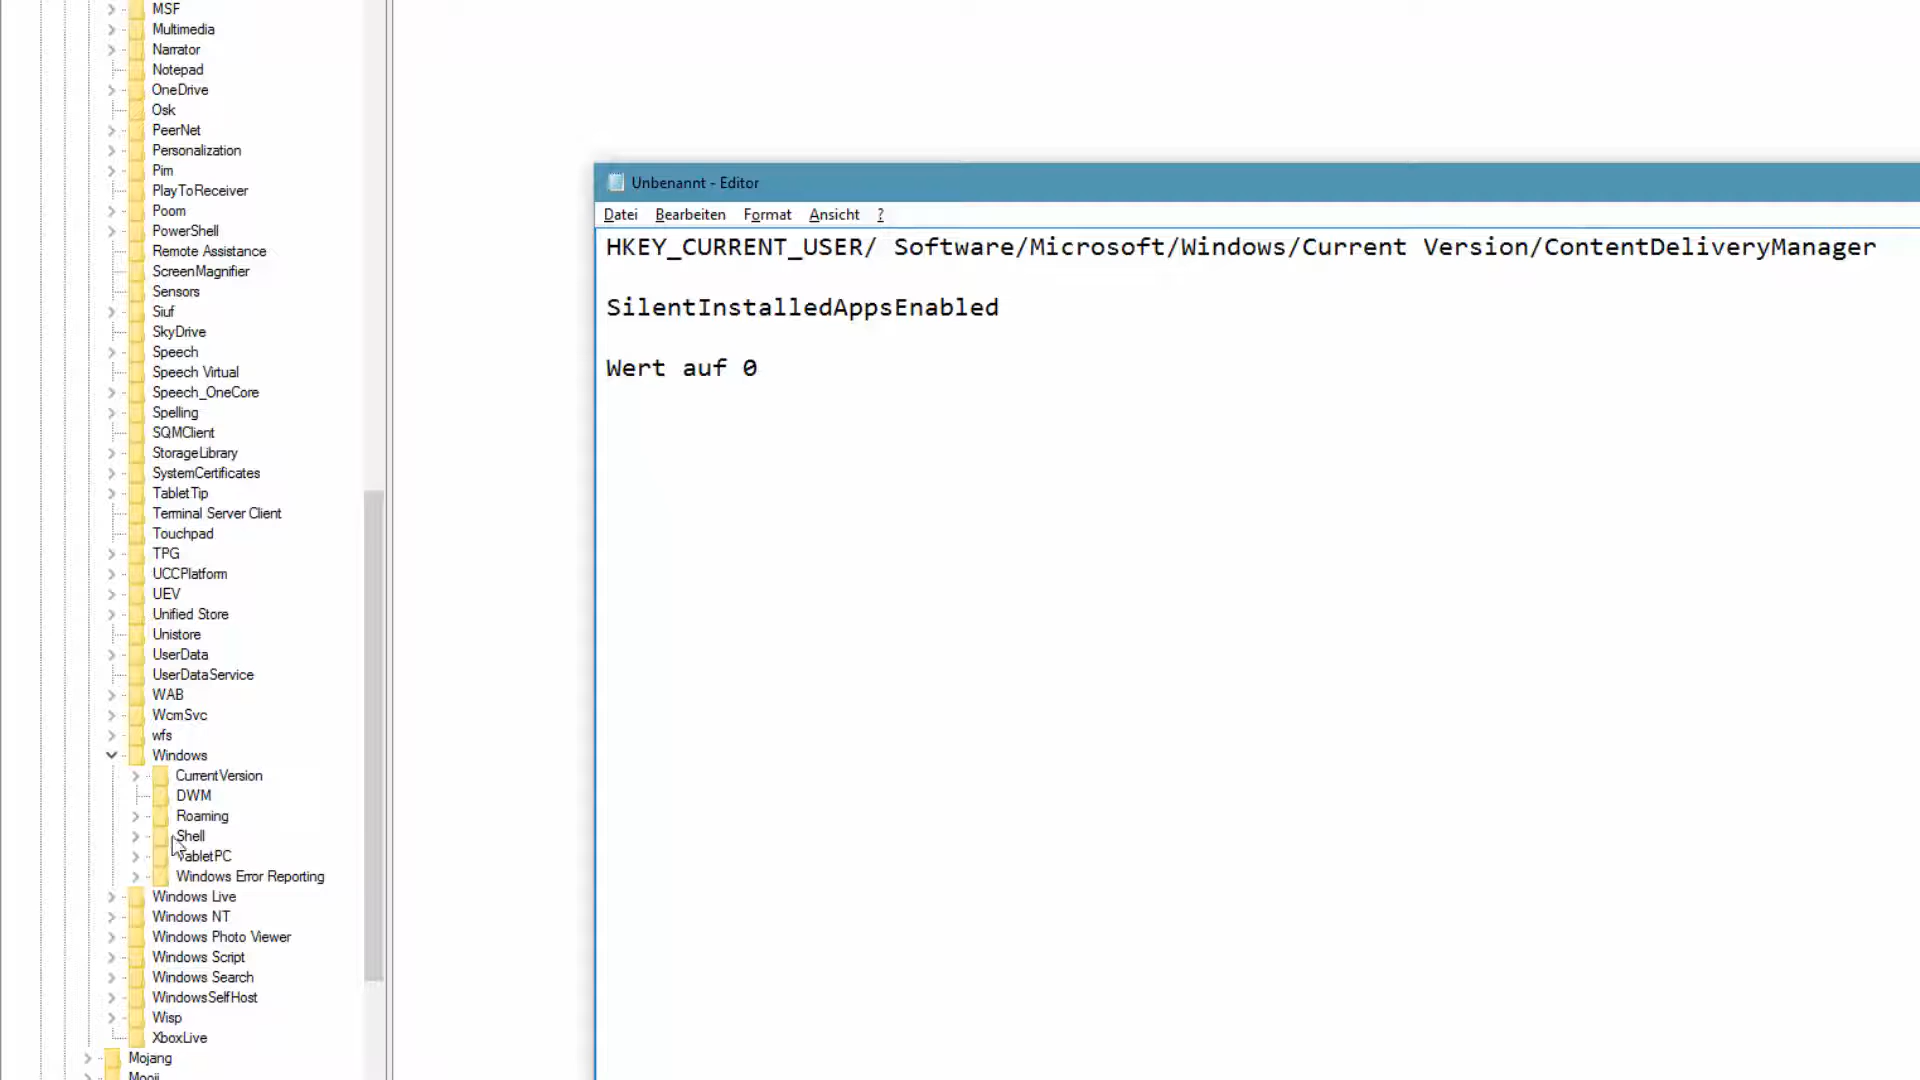 MSF
Multimedia
Narrator
Notepad
OneDrive
Osk
PeerNet
Personalization
Pim
PlayToReceiver
Poom
PowerShell
Remote Assistance
ScreenMagnifier
Sensors
Siuf
SkyDrive
Speech
Speech Virtual
Speech_OneCore
Spelling
SQMClient
StorageLibrary
SystemCertificates
TabletTip
Terminal Server Client
Touchpad
TPG
UCCPlatform
UEV
Unified Store
Unistore
UserData
UserDataService
WAB
WcmSvc
wfs
Windows
CurrentVersion
DWM
Roaming
Shell
TabletPC
Windows Error Reporting
Windows Live
Windows NT
Windows Photo Viewer
Windows Script
Windows Search
WindowsSelfHost
Wisp
XboxLive
Mojang
Unbenannt - Editor
Datei Bearbeiten Format Ansicht ?
HKEY_CURRENT_USER/ Software/Microsoft/Windows/Current Version/ContentDeliveryManager
SilentInstalledAppsEnabled
Wert auf 0